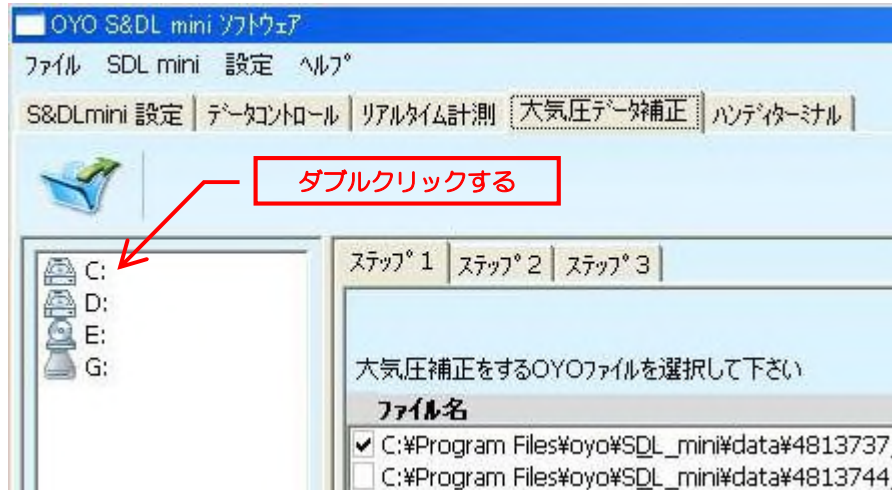 OYO S&DL mini ソフトウェア
ファイル SDL mini 設定 ヘルプ
S&DLmini 設定 データコントロール リアルタイム計測 大気圧データ補正 ハンディターミナル
ダブルクリックする
C:
D:
E:
G:
ステップ1 ステップ2 ステップ3
大気圧補正をするOYOファイルを選択して下さい
ファイル名
C:¥Program Files¥oyo¥SDL_mini¥data¥4813737_
C:¥Program Files¥oyo¥SDL_mini¥data¥4813744_